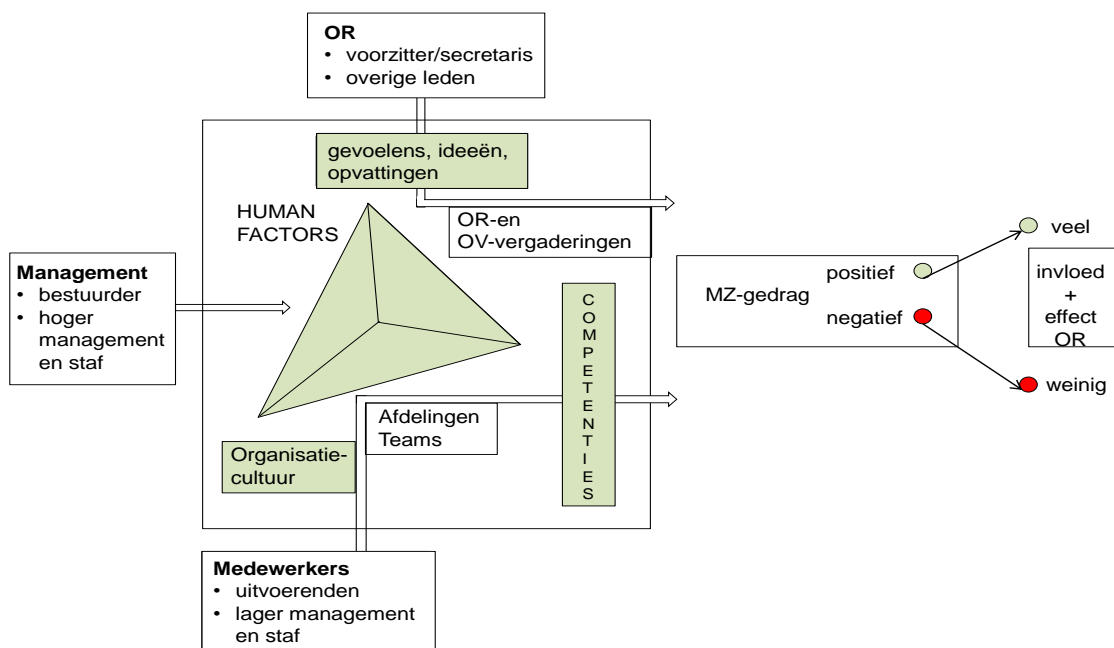 OR
• voorzitter/secretaris
• overige leden
gevoelens, ideeën,
opvattingen
HUMAN
FACTORS
OR-en
OV-vergaderingen
Management
• bestuurder
• hoger
management
en staf
COMPETENTIES
Afdelingen
Teams
Organisatie-
cultuur
Medewerkers
• uitvoerenden
• lager management
en staf
MZ-gedrag
positief
negatief
veel
invloed
+
effect
OR
weinig